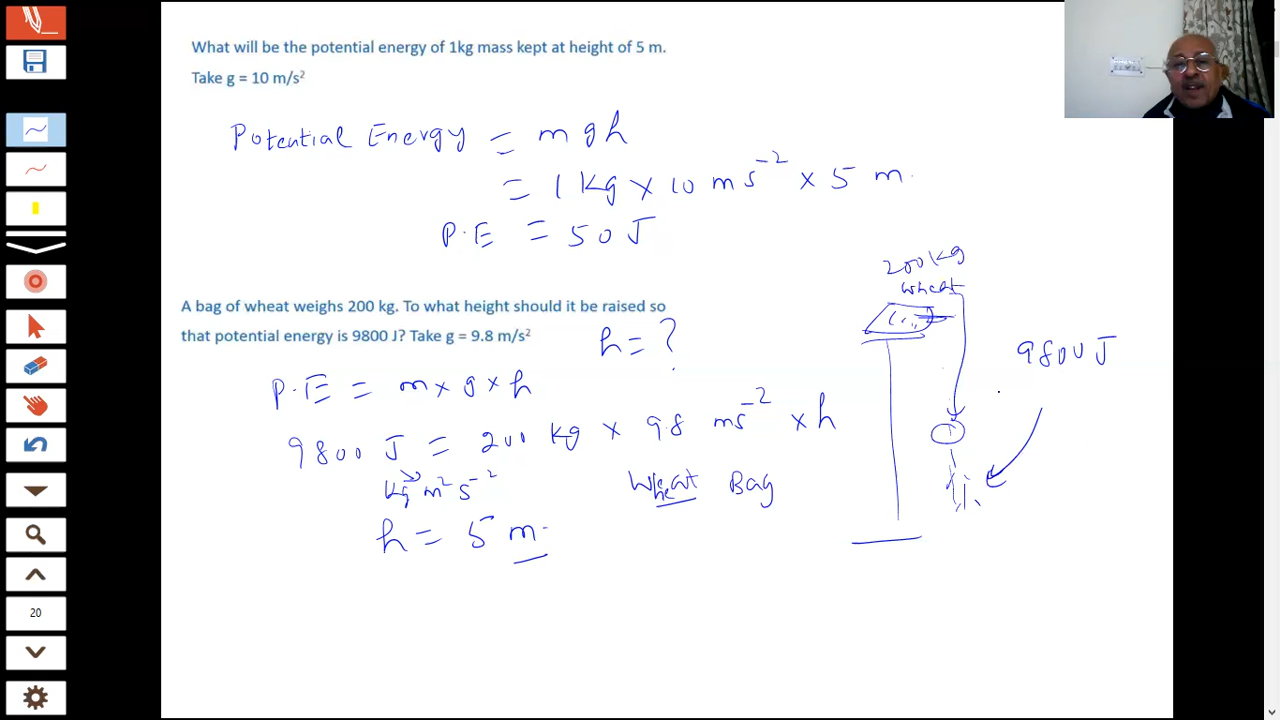 What will be the potential energy of 1kg mass kept at height of 5 m.
Take g = 10 m/s²
Potential Energy = mgh
= 1 Kg × 10 ms⁻² × 5 m.
P.E = 50 J
200 Kg
wheat
A bag of wheat weighs 200 kg. To what height should it be raised so
that potential energy is 9800 J? Take g = 9.8 m/s²
h = ?
9800 J
P.E = m × g × h
9800 J = 200 kg × 9.8 ms⁻² × h
kg m² s⁻²
Wheat Bag
h = 5 m.
20